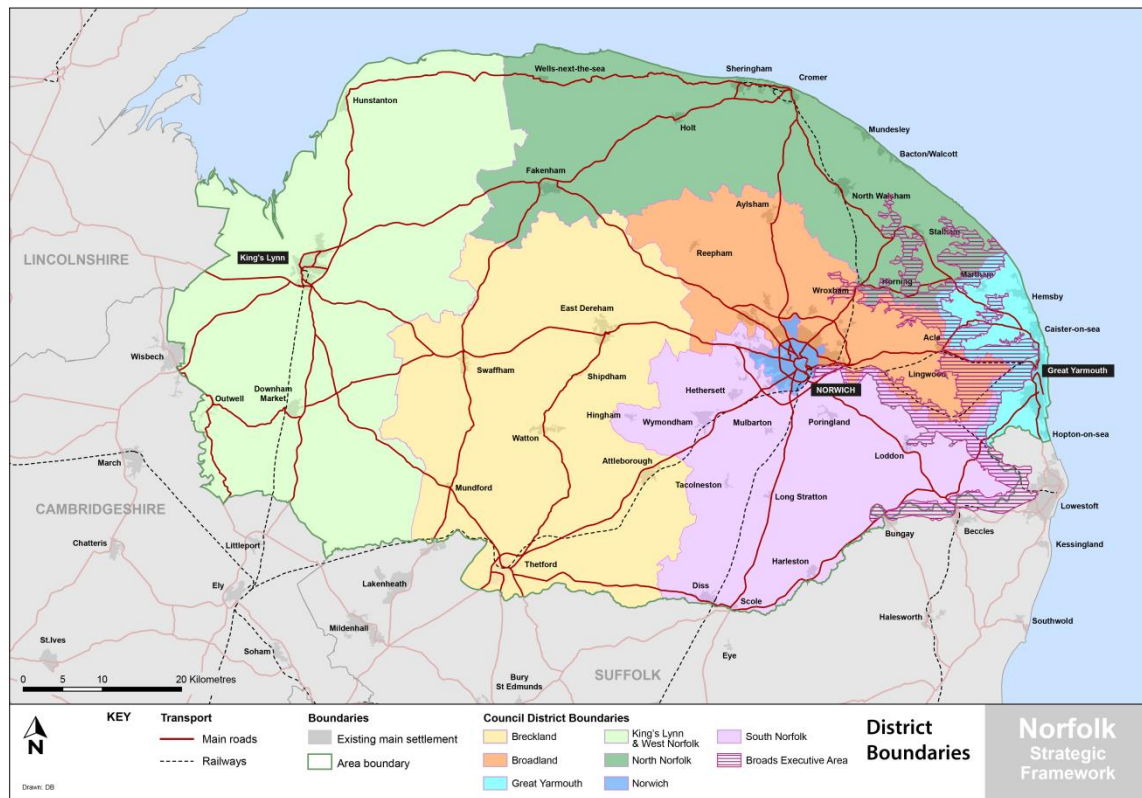 Wells-next-the-sea
Sheringham
Cromer
Hunstanton
Holt
Mundesley
Bacton/Walcott
Fakenham
North Walsham
Aylsham
Stalham
LINCOLNSHIRE
King's Lynn
Reepham
Martham
Horning
Wroxham
Hemsby
East Dereham
Caister-on-sea
Acle
Wisbech
Swaffham
Shipdham
Lingwood
Great Yarmouth
Hethersett
NORWICH
Downham
Market
Outwell
Hingham
Wymondham
Mulbarton
Poringland
Watton
Hopton-on-sea
Loddon
March
Attleborough
Tacolneston
Mundford
Long Stratton
CAMBRIDGESHIRE
Lowestoft
Chatteris
Littleport
Bungay
Beccles
Kessingland
Ely
Lakenheath
Thetford
Harleston
Diss
Scole
Mildenhall
Halesworth
Southwold
St.Ives
Soham
Eye
SUFFOLK
Bury
St Edmunds
0 5 10 20 Kilometres
N
Drawn: DB
KEY
Transport
Main roads
Railways
Boundaries
Existing main settlement
Area boundary
Council District Boundaries
Breckland
Broadland
Great Yarmouth
King's Lynn
& West Norfolk
North Norfolk
Norwich
South Norfolk
Broads Executive Area
District
Boundaries
Norfolk
Strategic
Framework